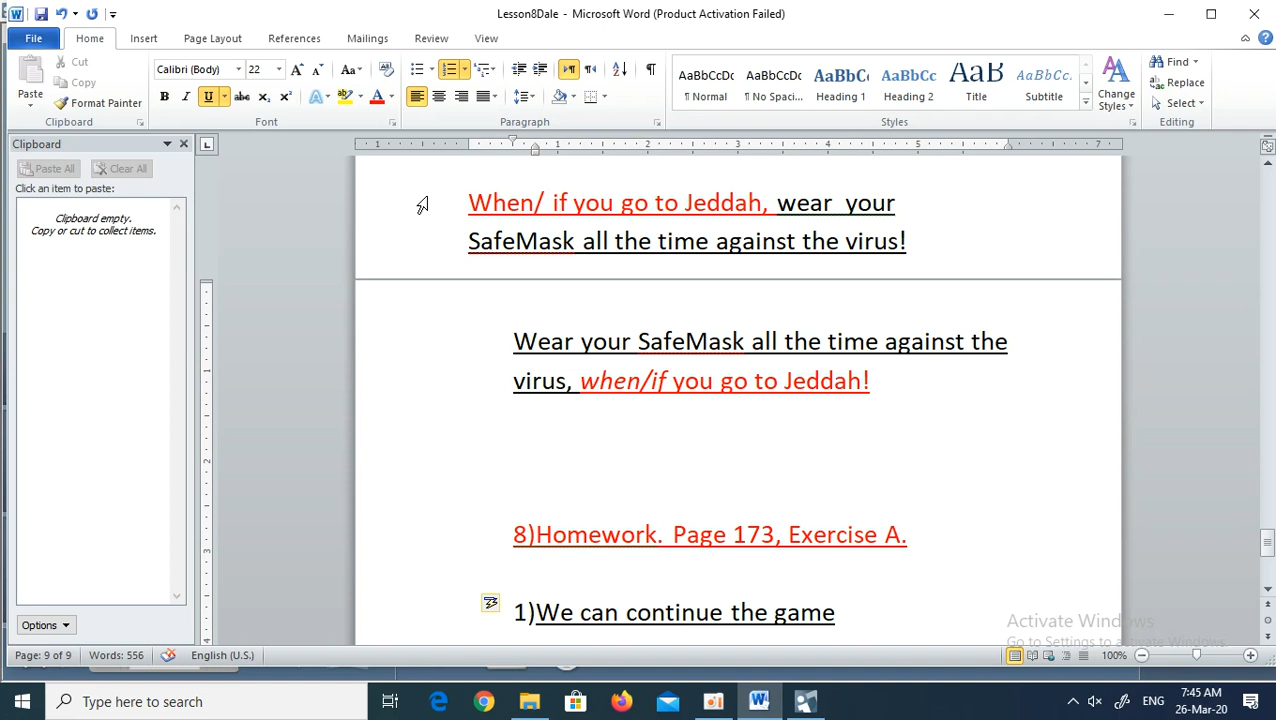 Lesson8Dale - Microsoft Word (Product Activation Failed)
File Home Insert Page Layout References Mailings Review View
Paste
Cut
Copy
Format Painter
Clipboard
Calibri (Body) 22
Font
Paragraph
AaBbCcDc AaBbCcDc AaBbCc AaBbCc AaB AaBbCc.
¶ Normal ¶ No Spaci... Heading 1 Heading 2 Title Subtitle
Change Styles
Styles
Find
Replace
Select
Editing
Clipboard
Paste All Clear All
Click an item to paste:
Clipboard empty.
Copy or cut to collect items.
Options
When/ if you go to Jeddah, wear your
SafeMask all the time against the virus!
Wear your SafeMask all the time against the
virus, when/if you go to Jeddah!
8)Homework. Page 173, Exercise A.
1)We can continue the game
Activate Windows
Go to Settings to activate Windows.
Page: 9 of 9 Words: 556 English (U.S.) 100%
Type here to search
ENG
7:45 AM
26-Mar-20